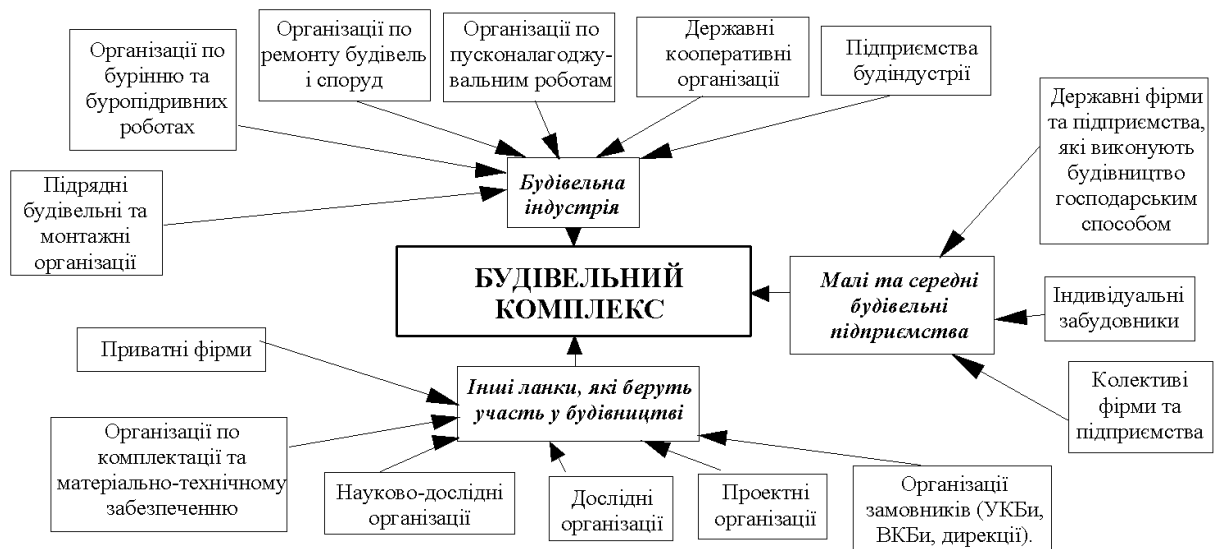 Організації по
бурінню та
буропідривних
роботах
Організації по
ремонту будівель
і споруд
Організації по
пусконалагоджу-
вальним роботам
Державні
кооперативні
організації
Підприємства
будіндустрії
Державні фірми
та підприємства,
які виконують
будівництво
господарським
способом
Підрядні
будівельні та
монтажні
організації
Будівельна
індустрія
БУДІВЕЛЬНИЙ
КОМПЛЕКС
Малі та середні
будівельні
підприємства
Індивідуальні
забудовники
Колективі
фірми та
підприємства
Приватні фірми
Інші ланки, які беруть
участь у будівництві
Організації по
комплектації та
матеріально-технічному
забезпеченню
Науково-дослідні
організації
Дослідні
організації
Проектні
організації
Організації
замовників (УКБи,
ВКБи, дирекції).